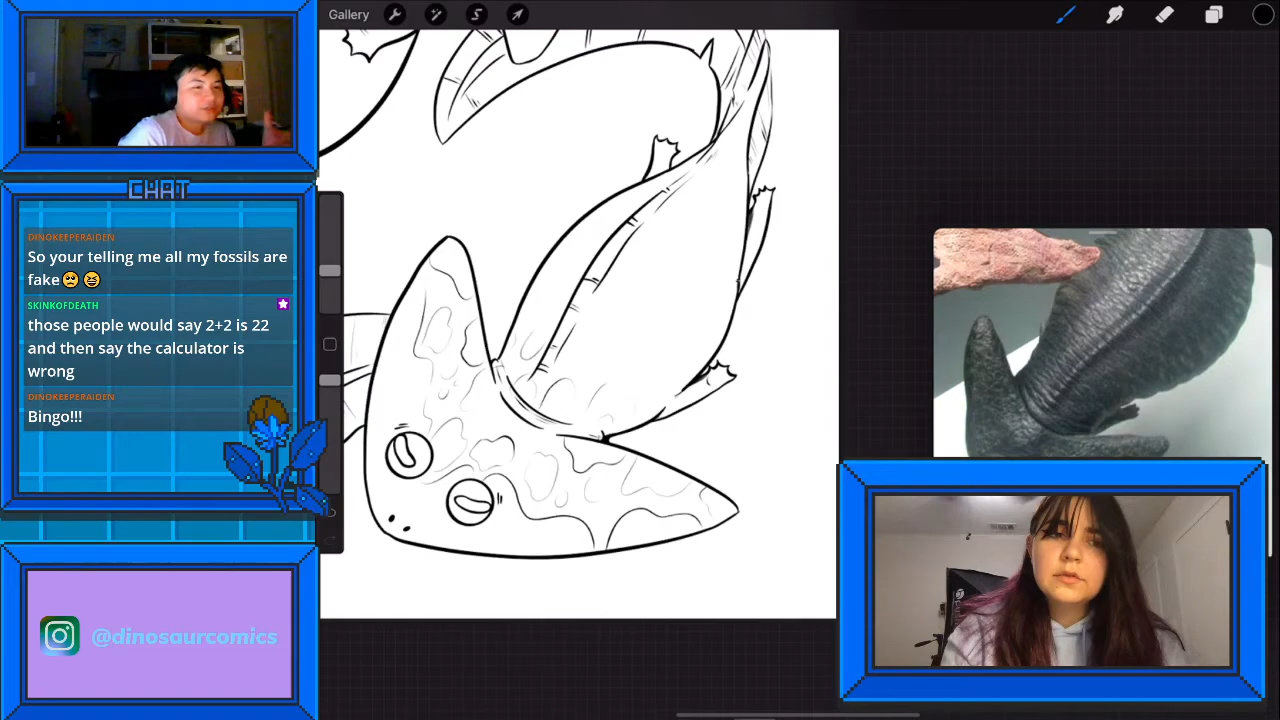 Gallery
CHAT
DINOKEEPERAIDEN
So your telling me all my fossils are
fake🥺 😆
SKINKOFDEATH
those people would say 2+2 is 22
and then say the calculator is
wrong
DINOKEEPERAIDEN
Bingo!!!
@dinosaurcomics